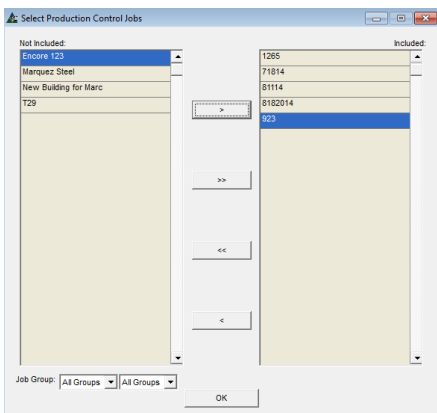 Select Production Control Jobs
Not Included:
Included:
Encore 123
Marquez Steel
New Building for Marc
T29
1265
71814
81114
8182014
923
>
>>
<<
<
Job Group: All Groups All Groups
OK